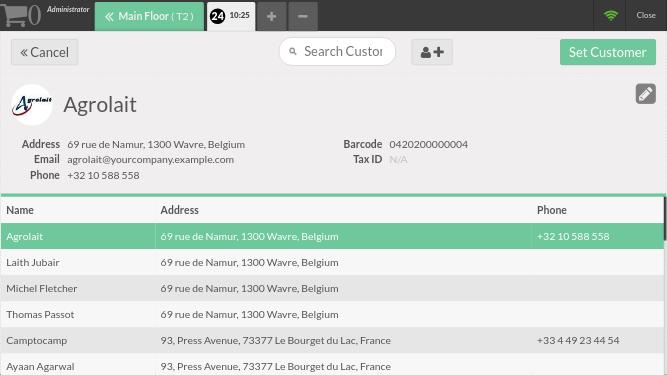 0 Administrator « Main Floor ( T2 ) 24 10:25 + − Close
« Cancel Search Custor + Set Customer
Agrolait Agrolait
Address 69 rue de Namur, 1300 Wavre, Belgium Barcode 0420200000004
Email agrolait@yourcompany.example.com Tax ID N/A
Phone +32 10 588 558
Name Address Phone
Agrolait 69 rue de Namur, 1300 Wavre, Belgium +32 10 588 558
Laith Jubair 69 rue de Namur, 1300 Wavre, Belgium
Michel Fletcher 69 rue de Namur, 1300 Wavre, Belgium
Thomas Passot 69 rue de Namur, 1300 Wavre, Belgium
Camptocamp 93, Press Avenue, 73377 Le Bourget du Lac, France +33 4 49 23 44 54
Ayaan Agarwal 93, Press Avenue, 73377 Le Bourget du Lac, France